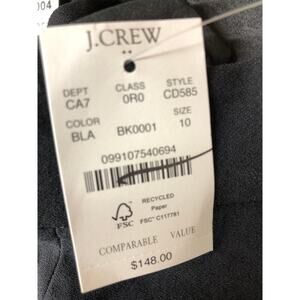 004
J.CREW
DEPT CLASS STYLE
CA7 0R0 CD585
COLOR SIZE
BLA BK0001 10
099107540694
RECYCLED
Paper
FSC FSC® C117781
COMPARABLE VALUE
$148.00